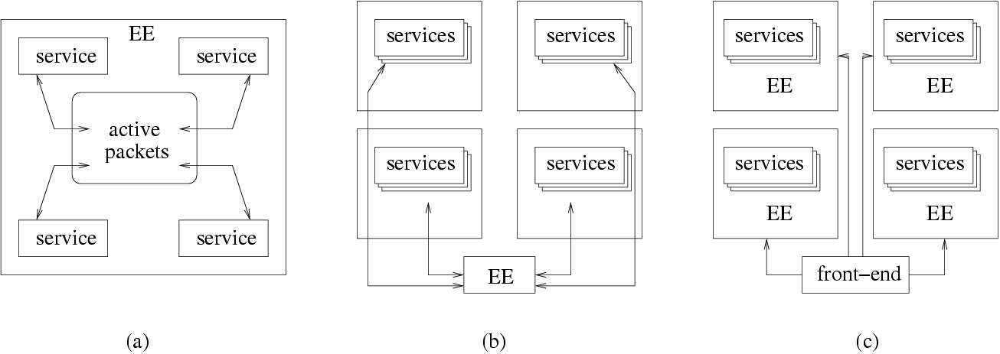 EE
service
service
active
packets
service
service
(a)
services
services
services
services
EE
(b)
services
services
EE
EE
services
services
EE
EE
front−end
(c)